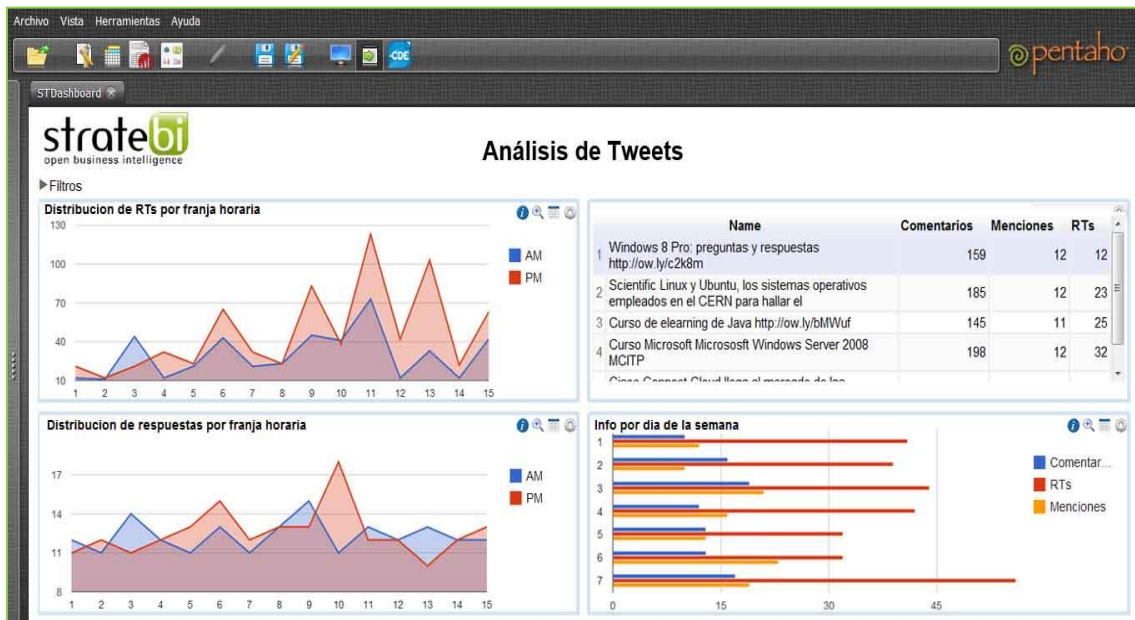 Archivo Vista Herramientas Ayuda
CDE
pentaho
STDashboard
stratebi
open business intelligence
Análisis de Tweets
Filtros
Distribucion de RTs por franja horaria
130
100
70
40
10
1 2 3 4 5 6 7 8 9 10 11 12 13 14 15
AM
PM
Name Comentarios Menciones RTs
1 Windows 8 Pro: preguntas y respuestas
http://ow.ly/c2k8m 159 12 12
2 Scientific Linux y Ubuntu, los sistemas operativos
empleados en el CERN para hallar el 185 12 23
3 Curso de elearning de Java http://ow.ly/bMWuf 145 11 25
4 Curso Microsoft Micrososft Windows Server 2008
MCITP 198 12 32
Distribucion de respuestas por franja horaria
17
14
11
8
1 2 3 4 5 6 7 8 9 10 11 12 13 14 15
AM
PM
Info por dia de la semana
1
2
3
4
5
6
7
0 15 30 45
Comentar...
RTs
Menciones